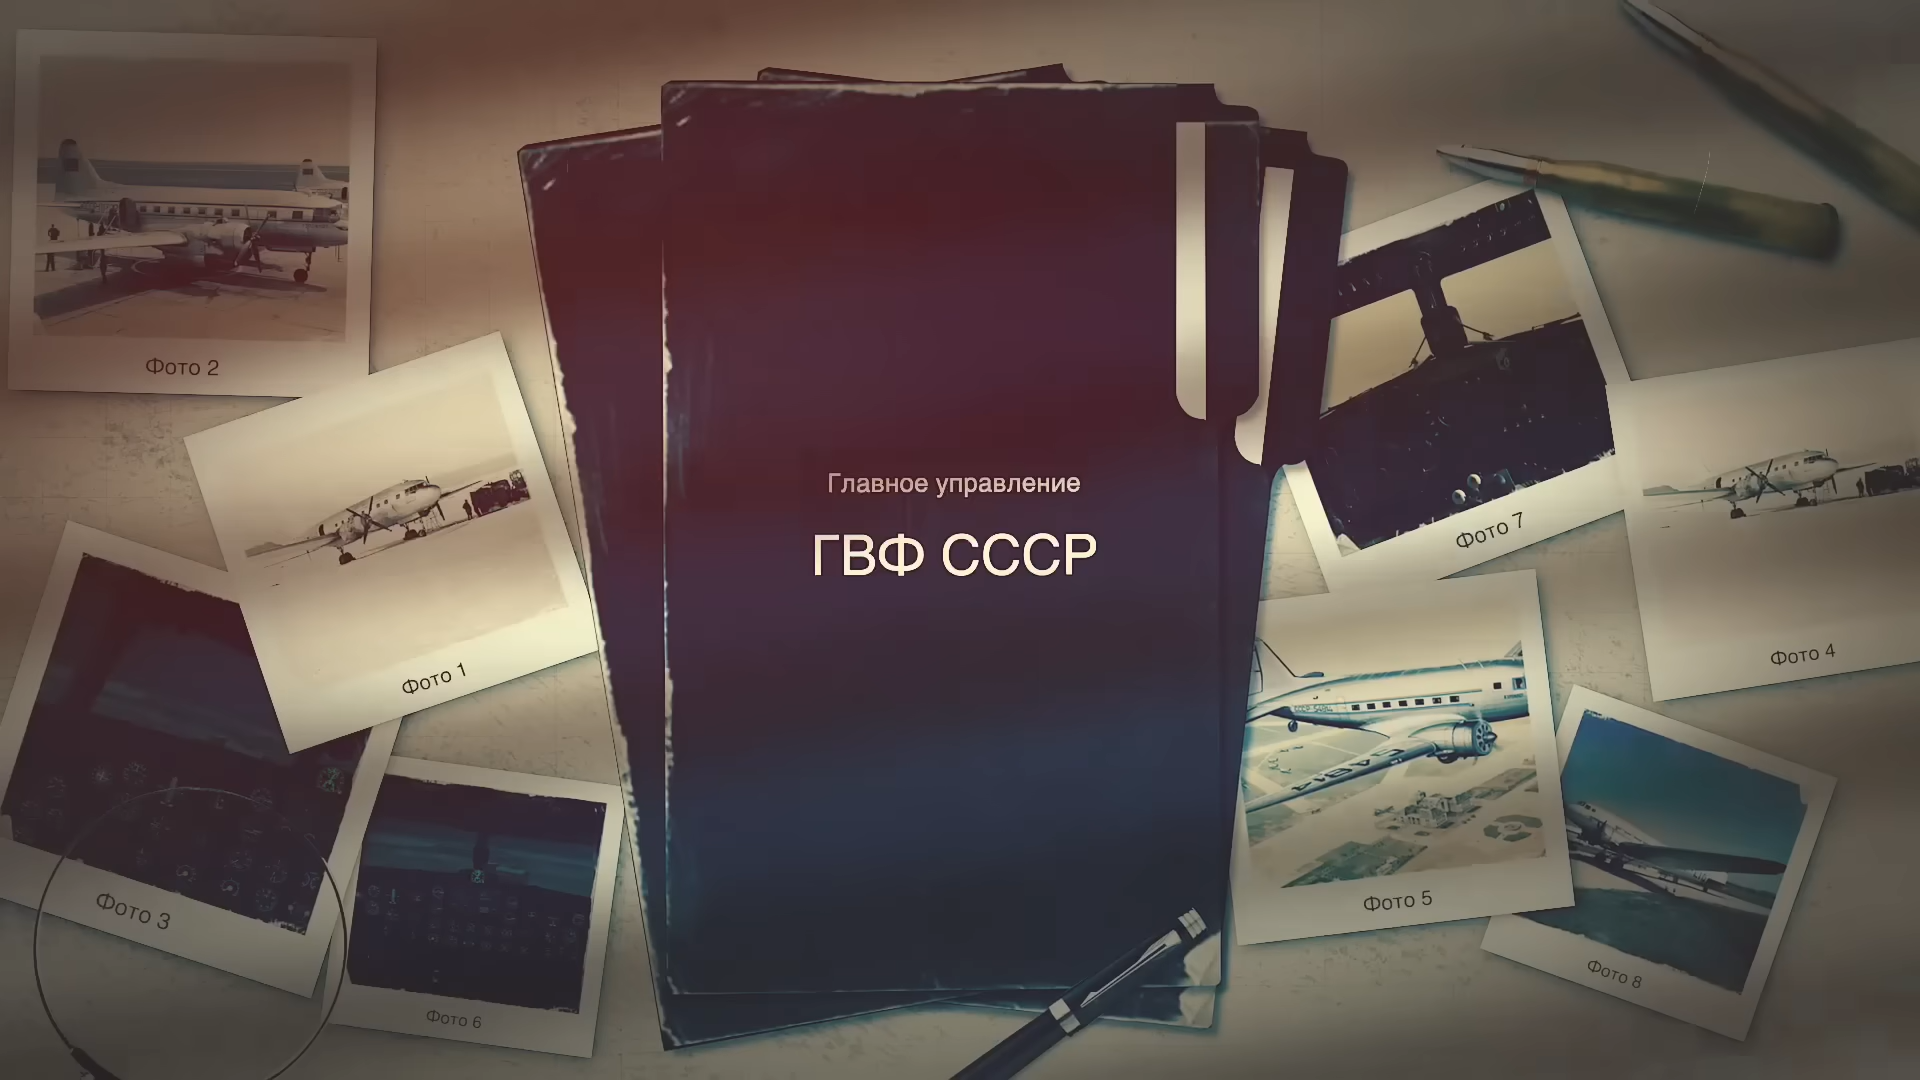 Главное управление
ГВФ СССР
Фото 2
Фото 1
Фото 3
Фото 6
Фото 7
Фото 4
Фото 5
Фото 8